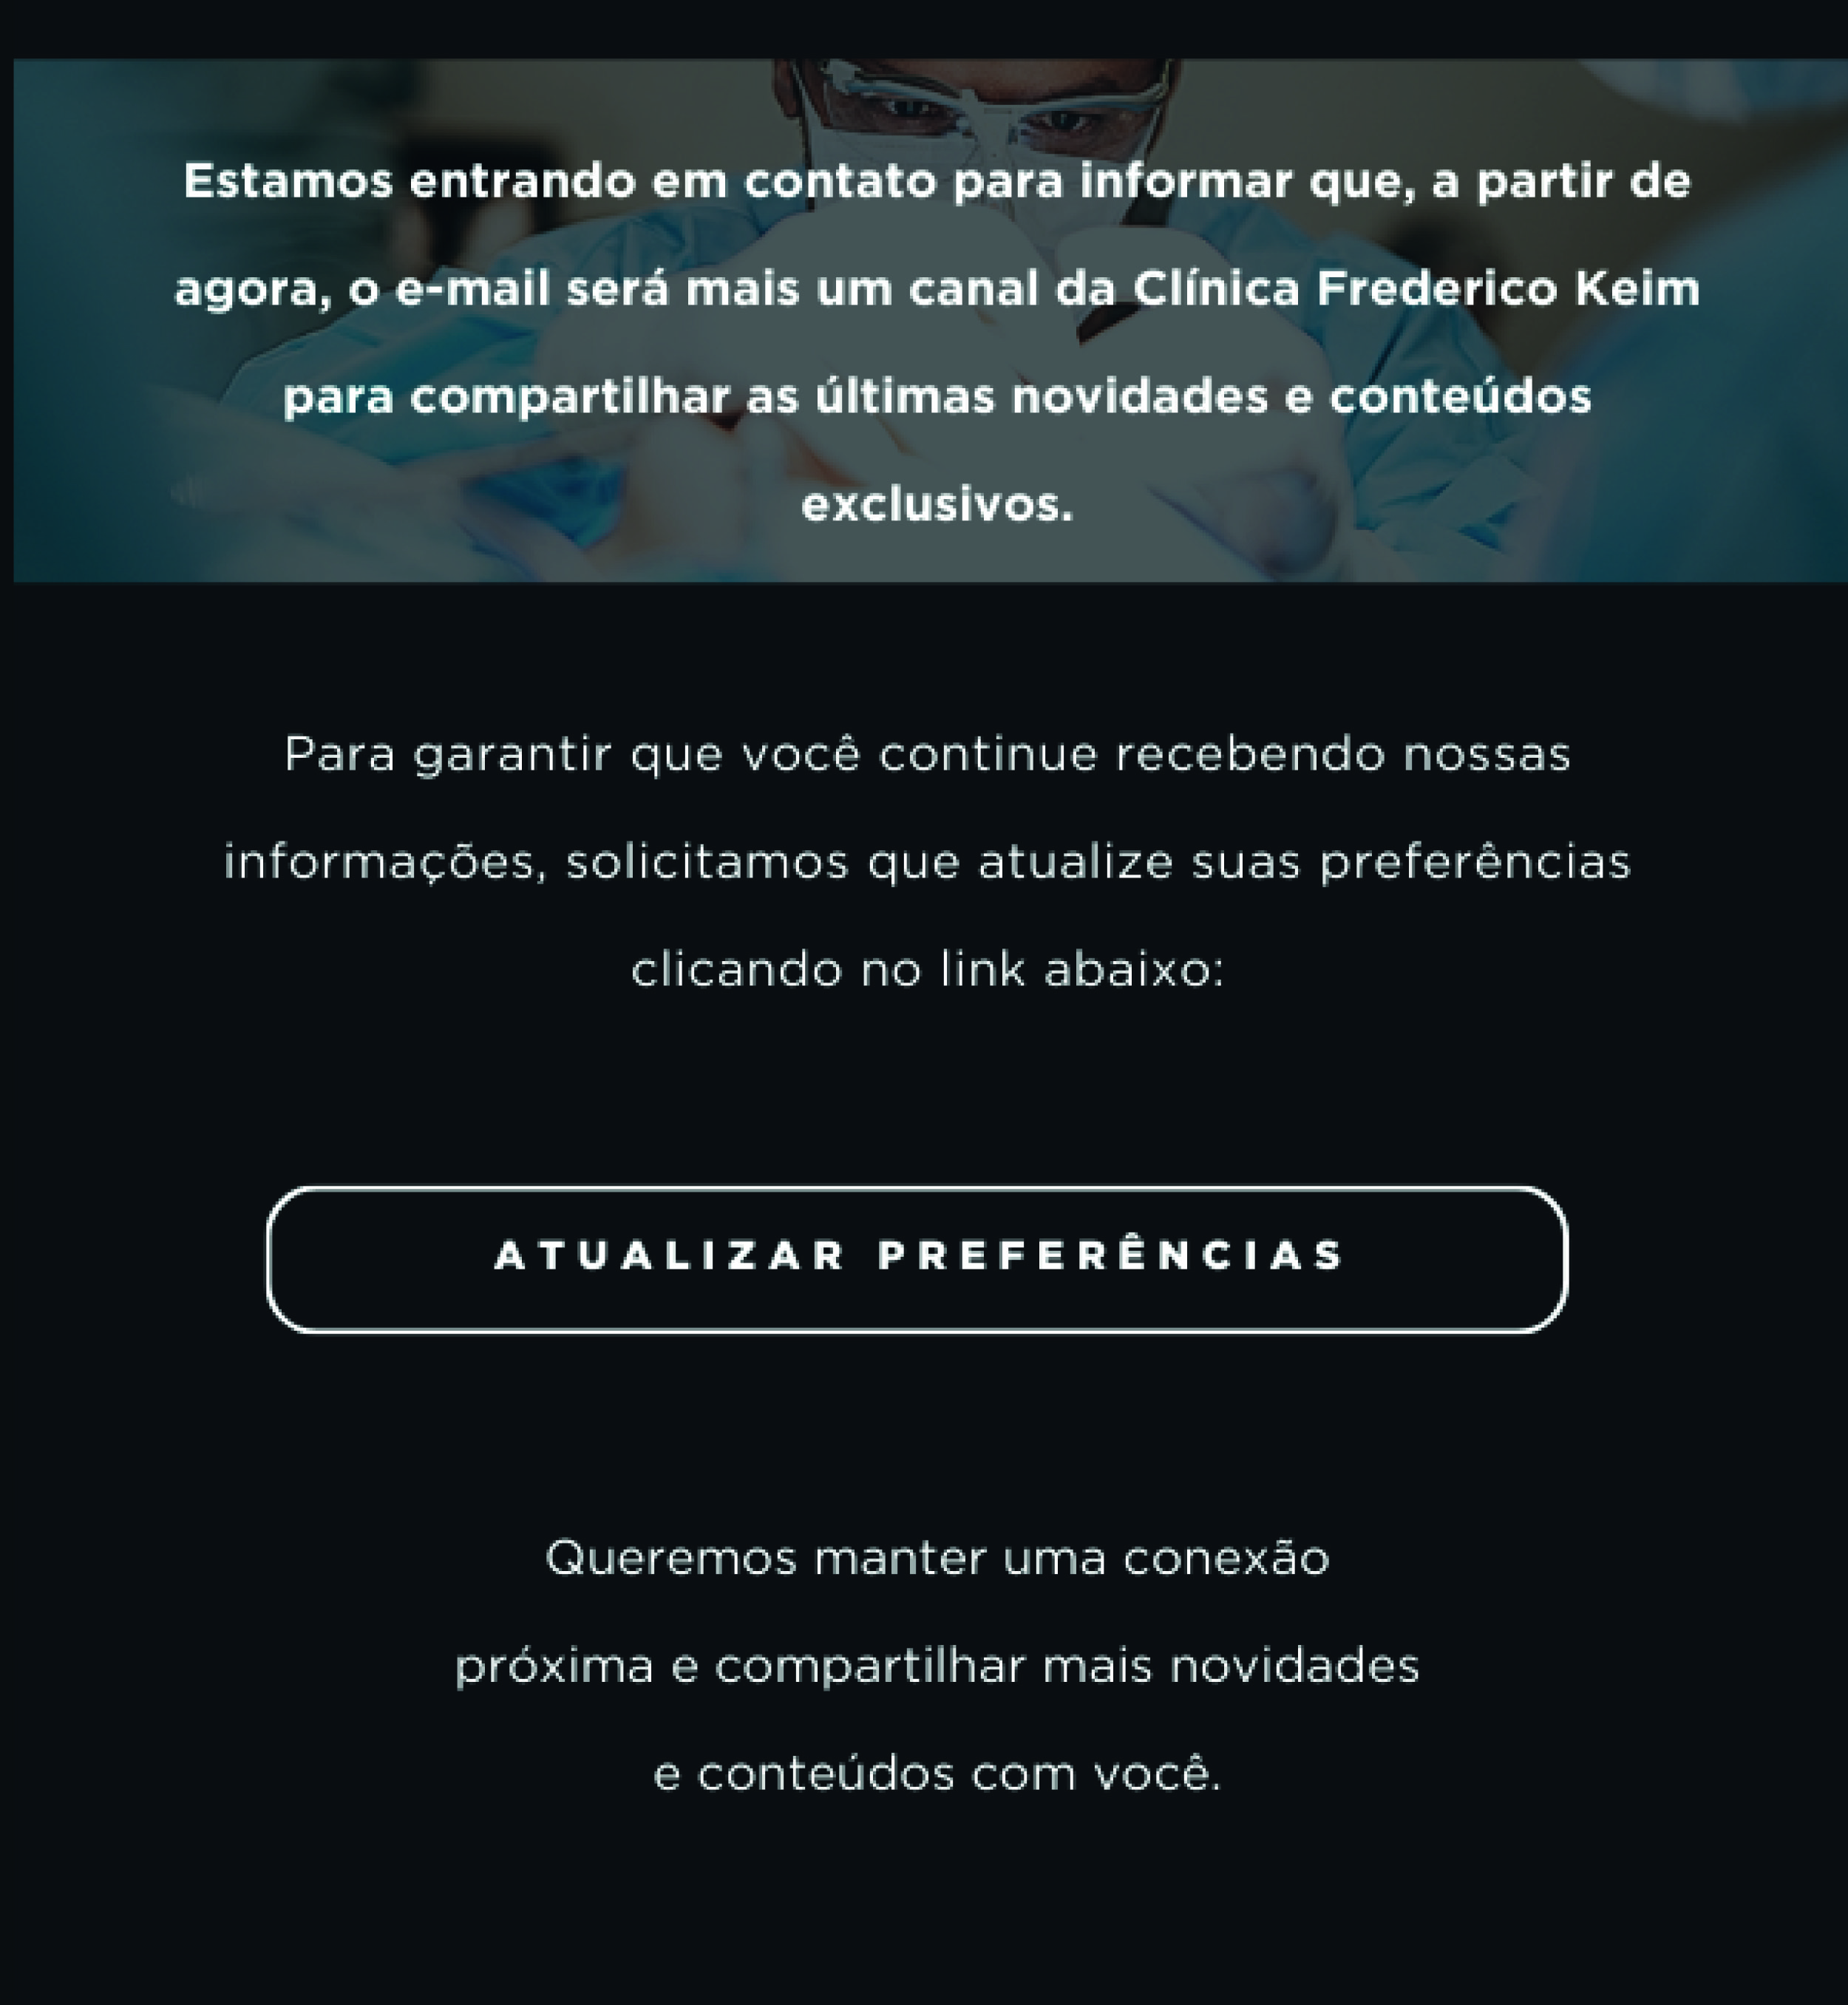 Estamos entrando em contato para informar que, a partir de
agora, o e-mail será mais um canal da Clínica Frederico Keim
para compartilhar as últimas novidades e conteúdos
exclusivos.
Para garantir que você continue recebendo nossas
informações, solicitamos que atualize suas preferências
clicando no link abaixo:
ATUALIZAR PREFERÊNCIAS
Queremos manter uma conexão
próxima e compartilhar mais novidades
e conteúdos com você.